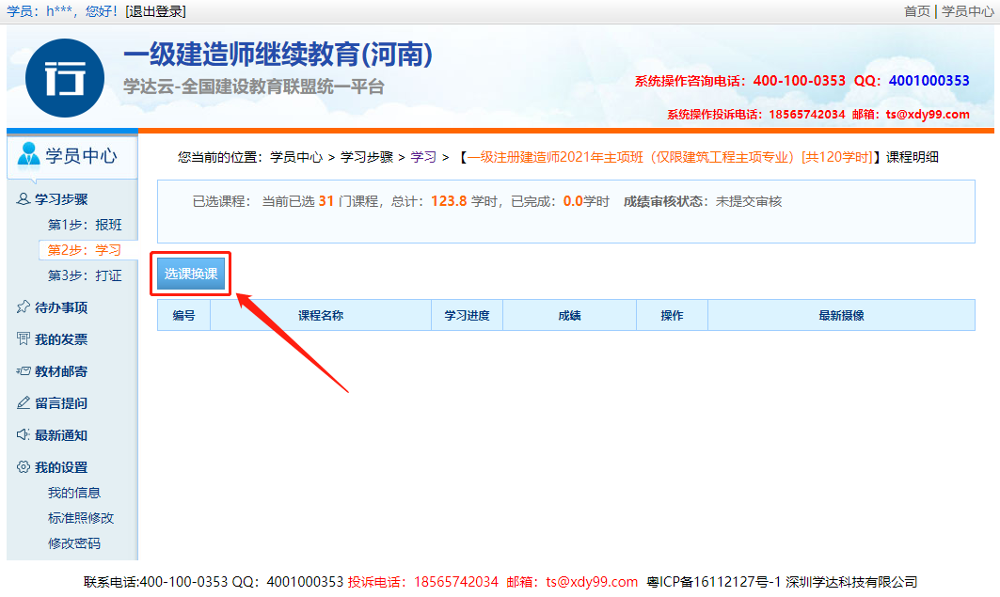 学员：h***，您好！[退出登录]
首页 | 学员中心
行
一级建造师继续教育(河南)
学达云-全国建设教育联盟统一平台
系统操作咨询电话：400-100-0353 QQ：4001000353
系统操作投诉电话：18565742034 邮箱：ts@xdy99.com
学员中心
学习步骤
第1步：报班
第2步：学习
第3步：打证
待办事项
我的发票
教材邮寄
留言提问
最新通知
我的设置
我的信息
标准照修改
修改密码
您当前的位置：学员中心 > 学习步骤 > 学习 > 【一级注册建造师2021年主项班（仅限建筑工程主项专业）[共120学时]】课程明细
已选课程： 当前已选 31 门课程，总计：123.8 学时，已完成：0.0学时 成绩审核状态：未提交审核
选课换课
编号 课程名称 学习进度 成绩 操作 最新摄像
联系电话:400-100-0353 QQ：4001000353 投诉电话：18565742034 邮箱：ts@xdy99.com 粤ICP备16112127号-1 深圳学达科技有限公司